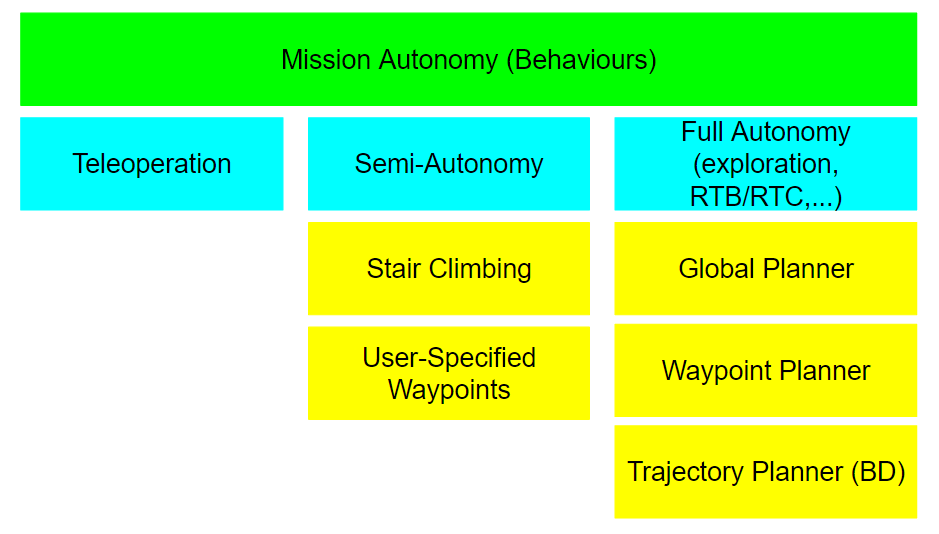 Mission Autonomy (Behaviours)
Teleoperation
Semi-Autonomy
Full Autonomy
(exploration,
RTB/RTC,...)
Stair Climbing
Global Planner
User-Specified
Waypoints
Waypoint Planner
Trajectory Planner (BD)